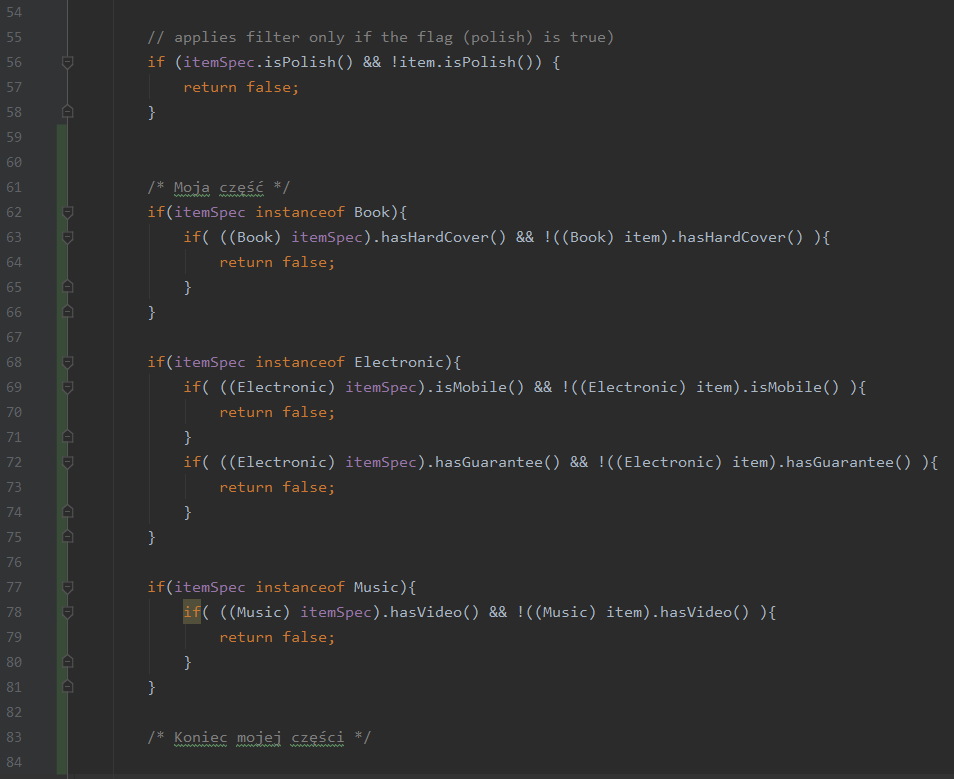 54
55 // applies filter only if the flag (polish) is true)
56 if (itemSpec.isPolish() && !item.isPolish()) {
57 return false;
58 }
59
60
61 /* Moja część */
62 if(itemSpec instanceof Book){
63 if( ((Book) itemSpec).hasHardCover() && !((Book) item).hasHardCover() ){
64 return false;
65 }
66 }
67
68 if(itemSpec instanceof Electronic){
69 if( ((Electronic) itemSpec).isMobile() && !((Electronic) item).isMobile() ){
70 return false;
71 }
72 if( ((Electronic) itemSpec).hasGuarantee() && !((Electronic) item).hasGuarantee() ){
73 return false;
74 }
75 }
76
77 if(itemSpec instanceof Music){
78 if( ((Music) itemSpec).hasVideo() && !((Music) item).hasVideo() ){
79 return false;
80 }
81 }
82
83 /* Koniec mojej części */
84